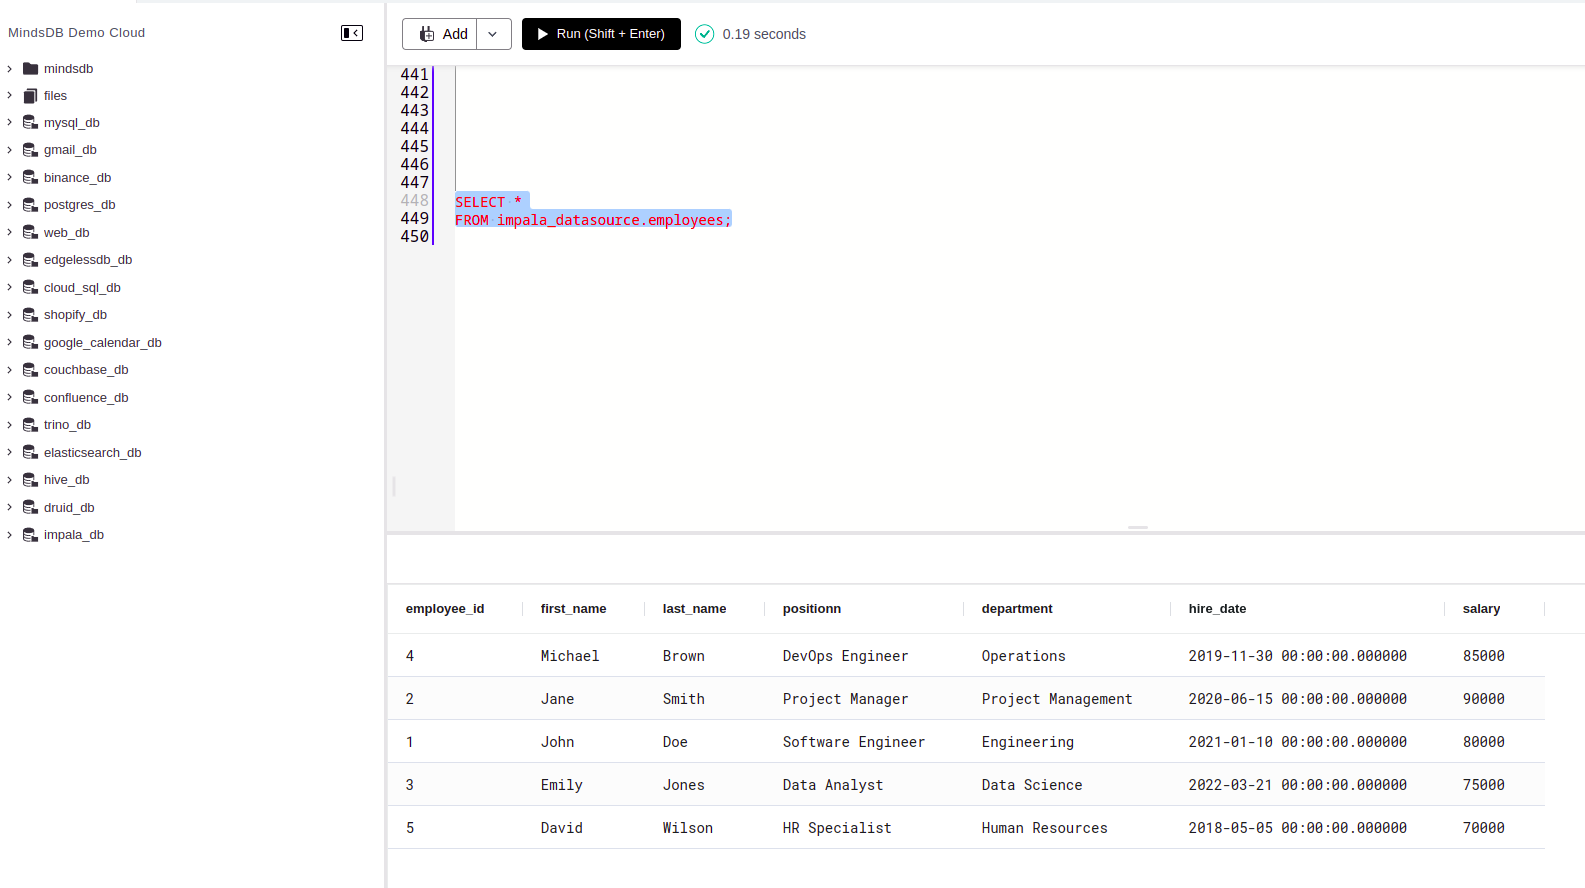 MindsDB Demo Cloud
mindsdb
files
mysql_db
gmail_db
binance_db
postgres_db
web_db
edgelessdb_db
cloud_sql_db
shopify_db
google_calendar_db
couchbase_db
confluence_db
trino_db
elasticsearch_db
hive_db
druid_db
impala_db
Add Run (Shift + Enter) 0.19 seconds
441
442
443
444
445
446
447
448 SELECT *
449 FROM impala_datasource.employees;
450
employee_id first_name last_name positionn department hire_date salary
4 Michael Brown DevOps Engineer Operations 2019-11-30 00:00:00.000000 85000
2 Jane Smith Project Manager Project Management 2020-06-15 00:00:00.000000 90000
1 John Doe Software Engineer Engineering 2021-01-10 00:00:00.000000 80000
3 Emily Jones Data Analyst Data Science 2022-03-21 00:00:00.000000 75000
5 David Wilson HR Specialist Human Resources 2018-05-05 00:00:00.000000 70000